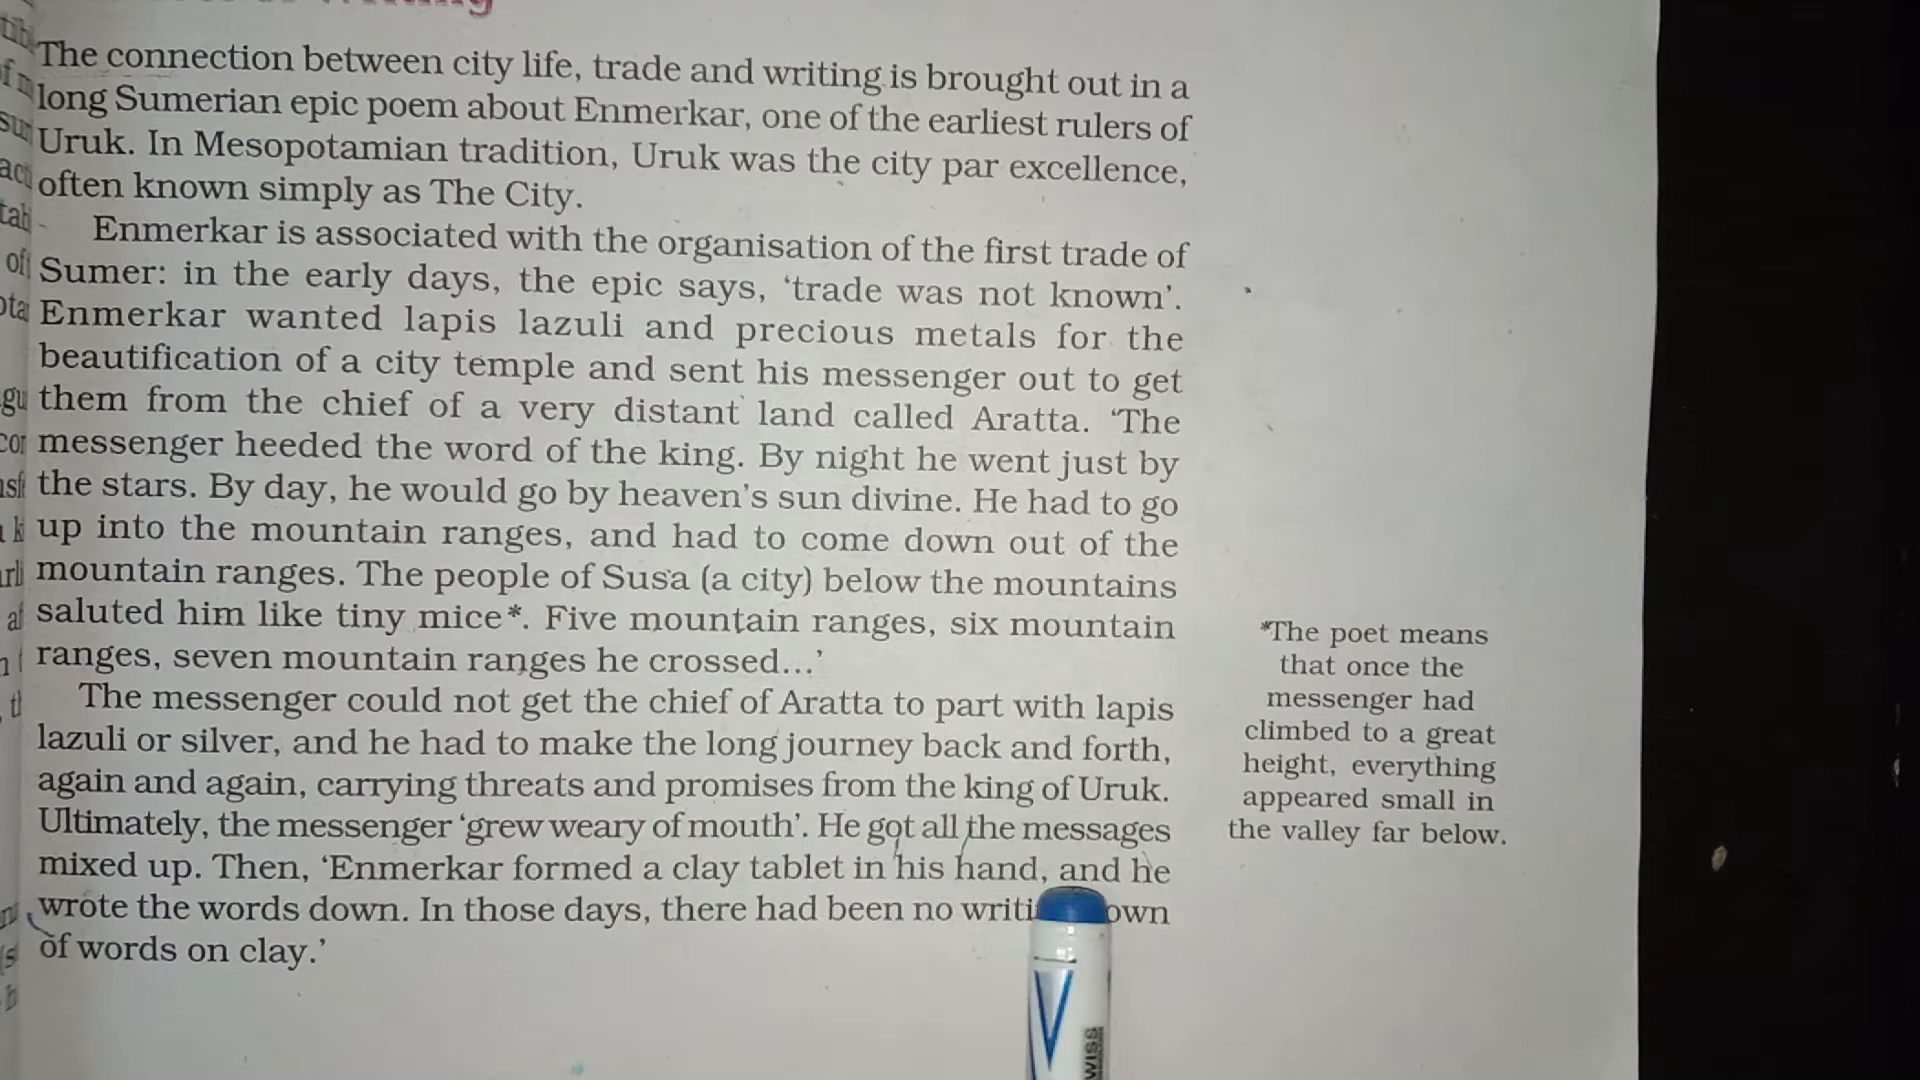 The connection between city life, trade and writing is brought out in a
long Sumerian epic poem about Enmerkar, one of the earliest rulers of
Uruk. In Mesopotamian tradition, Uruk was the city par excellence,
often known simply as The City.
Enmerkar is associated with the organisation of the first trade of
Sumer: in the early days, the epic says, ‘trade was not known’.
Enmerkar wanted lapis lazuli and precious metals for the
beautification of a city temple and sent his messenger out to get
them from the chief of a very distant land called Aratta. ‘The
messenger heeded the word of the king. By night he went just by
the stars. By day, he would go by heaven’s sun divine. He had to go
up into the mountain ranges, and had to come down out of the
mountain ranges. The people of Susa (a city) below the mountains
saluted him like tiny mice*. Five mountain ranges, six mountain
ranges, seven mountain ranges he crossed...’
The messenger could not get the chief of Aratta to part with lapis
lazuli or silver, and he had to make the long journey back and forth,
again and again, carrying threats and promises from the king of Uruk.
Ultimately, the messenger ‘grew weary of mouth’. He got all the messages
mixed up. Then, ‘Enmerkar formed a clay tablet in his hand, and he
wrote the words down. In those days, there had been no
of words on clay.’
*The poet means
that once the
messenger had
climbed to a great
height, everything
appeared small in
the valley far below.